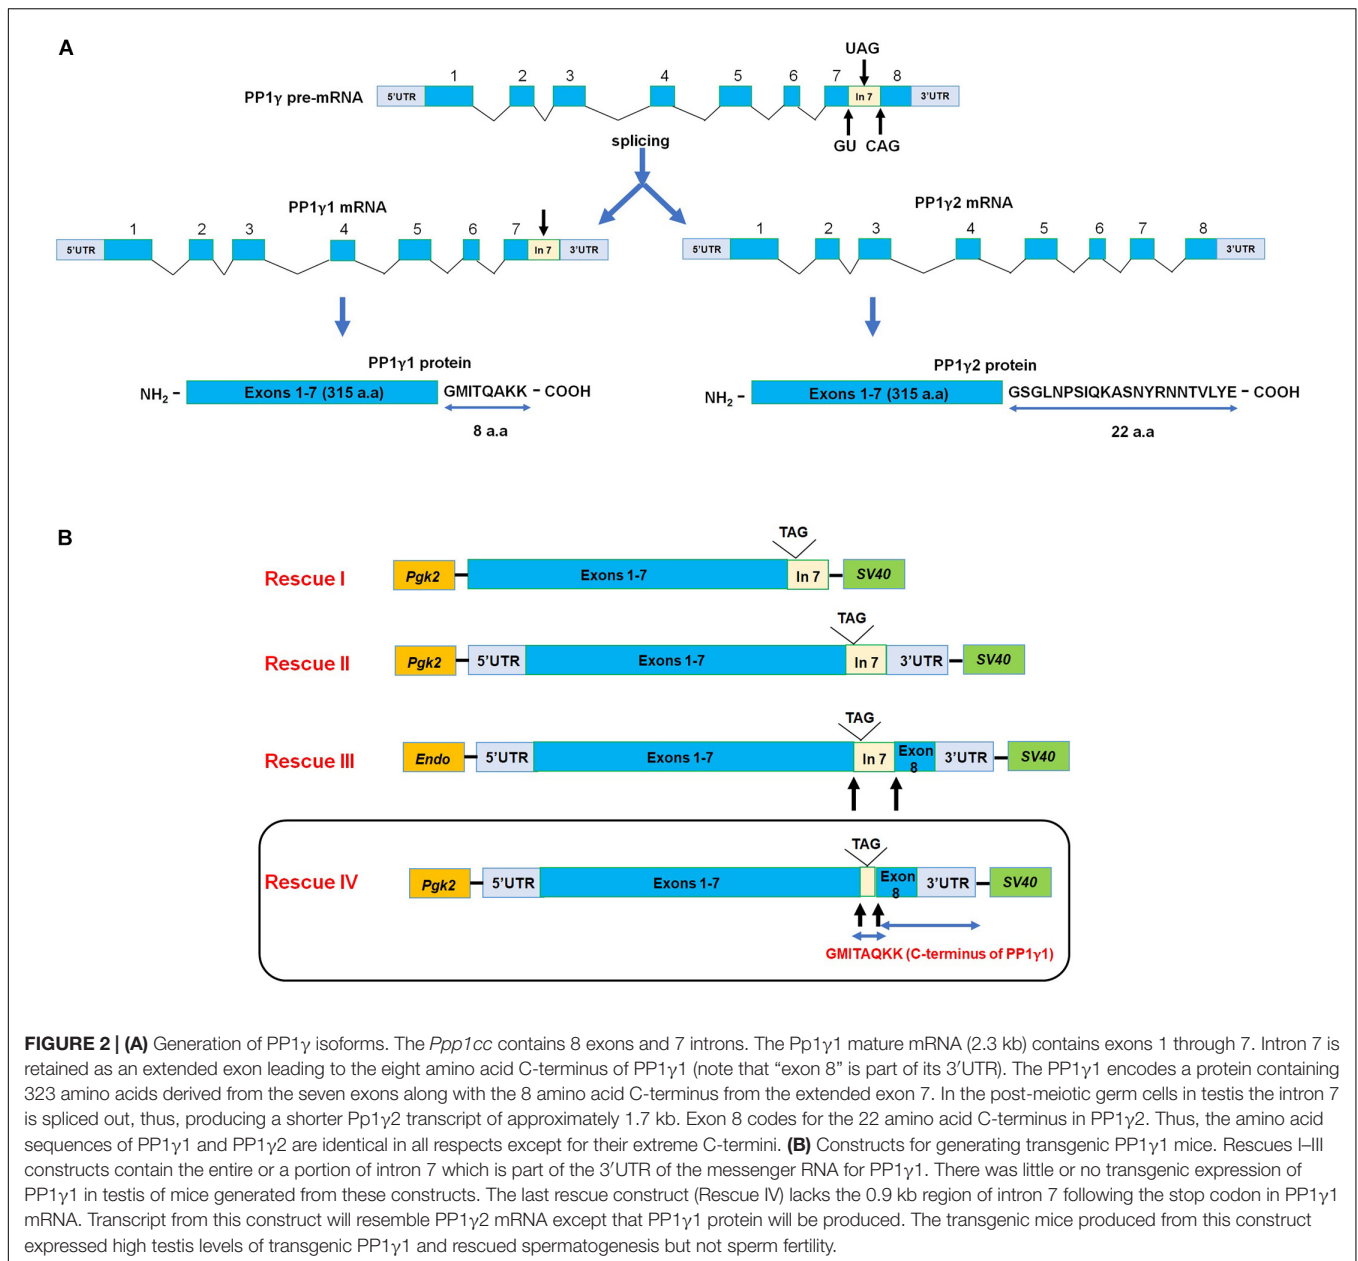 A
UAG
1 2 3 4 5 6 7 8
PP1γ pre-mRNA
5'UTR In 7 3'UTR
splicing
GU CAG
PP1γ1 mRNA
1 2 3 4 5 6 7
5'UTR In 7 3'UTR
PP1γ2 mRNA
1 2 3 4 5 6 7 8
5'UTR 3'UTR
PP1γ1 protein
NH₂ – Exons 1-7 (315 a.a) GMITQAKK – COOH
8 a.a
PP1γ2 protein
NH₂ – Exons 1-7 (315 a.a) GSGLNPSIQKASNYRNNTVLYE – COOH
22 a.a
B
TAG
Rescue I Pgk2 Exons 1-7 In 7 SV40
TAG
Rescue II Pgk2 5'UTR Exons 1-7 In 7 3'UTR SV40
TAG
Rescue III Endo 5'UTR Exons 1-7 In 7 Exon 8 3'UTR SV40
TAG
Rescue IV Pgk2 5'UTR Exons 1-7 Exon 8 3'UTR SV40
GMITAQKK (C-terminus of PP1γ1)
FIGURE 2 | (A) Generation of PP1γ isoforms. The Ppp1cc contains 8 exons and 7 introns. The Pp1γ1 mature mRNA (2.3 kb) contains exons 1 through 7. Intron 7 is
retained as an extended exon leading to the eight amino acid C-terminus of PP1γ1 (note that “exon 8” is part of its 3′UTR). The PP1γ1 encodes a protein containing
323 amino acids derived from the seven exons along with the 8 amino acid C-terminus from the extended exon 7. In the post-meiotic germ cells in testis the intron 7
is spliced out, thus, producing a shorter Pp1γ2 transcript of approximately 1.7 kb. Exon 8 codes for the 22 amino acid C-terminus in PP1γ2. Thus, the amino acid
sequences of PP1γ1 and PP1γ2 are identical in all respects except for their extreme C-termini. (B) Constructs for generating transgenic PP1γ1 mice. Rescues I–III
constructs contain the entire or a portion of intron 7 which is part of the 3′UTR of the messenger RNA for PP1γ1. There was little or no transgenic expression of
PP1γ1 in testis of mice generated from these constructs. The last rescue construct (Rescue IV) lacks the 0.9 kb region of intron 7 following the stop codon in PP1γ1
mRNA. Transcript from this construct will resemble PP1γ2 mRNA except that PP1γ1 protein will be produced. The transgenic mice produced from this construct
expressed high testis levels of transgenic PP1γ1 and rescued spermatogenesis but not sperm fertility.